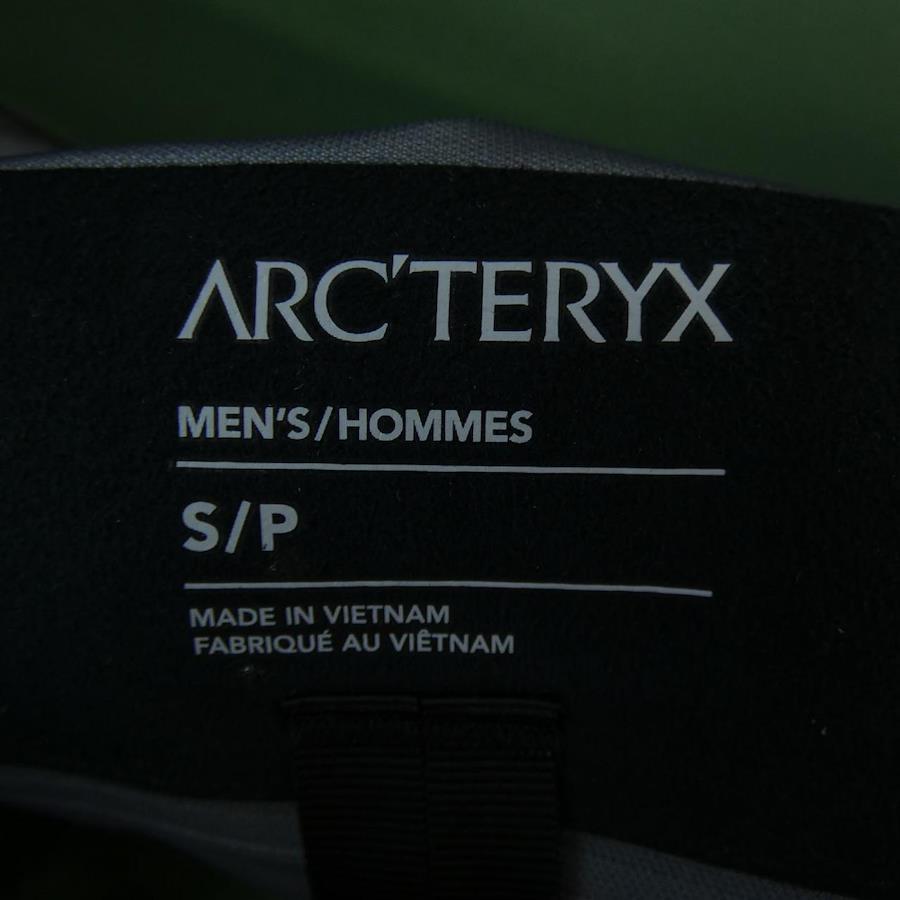 ARC'TERYX
MEN'S/HOMMES
S/P
MADE IN VIETNAM
FABRIQUÉ AU VIÊTNAM